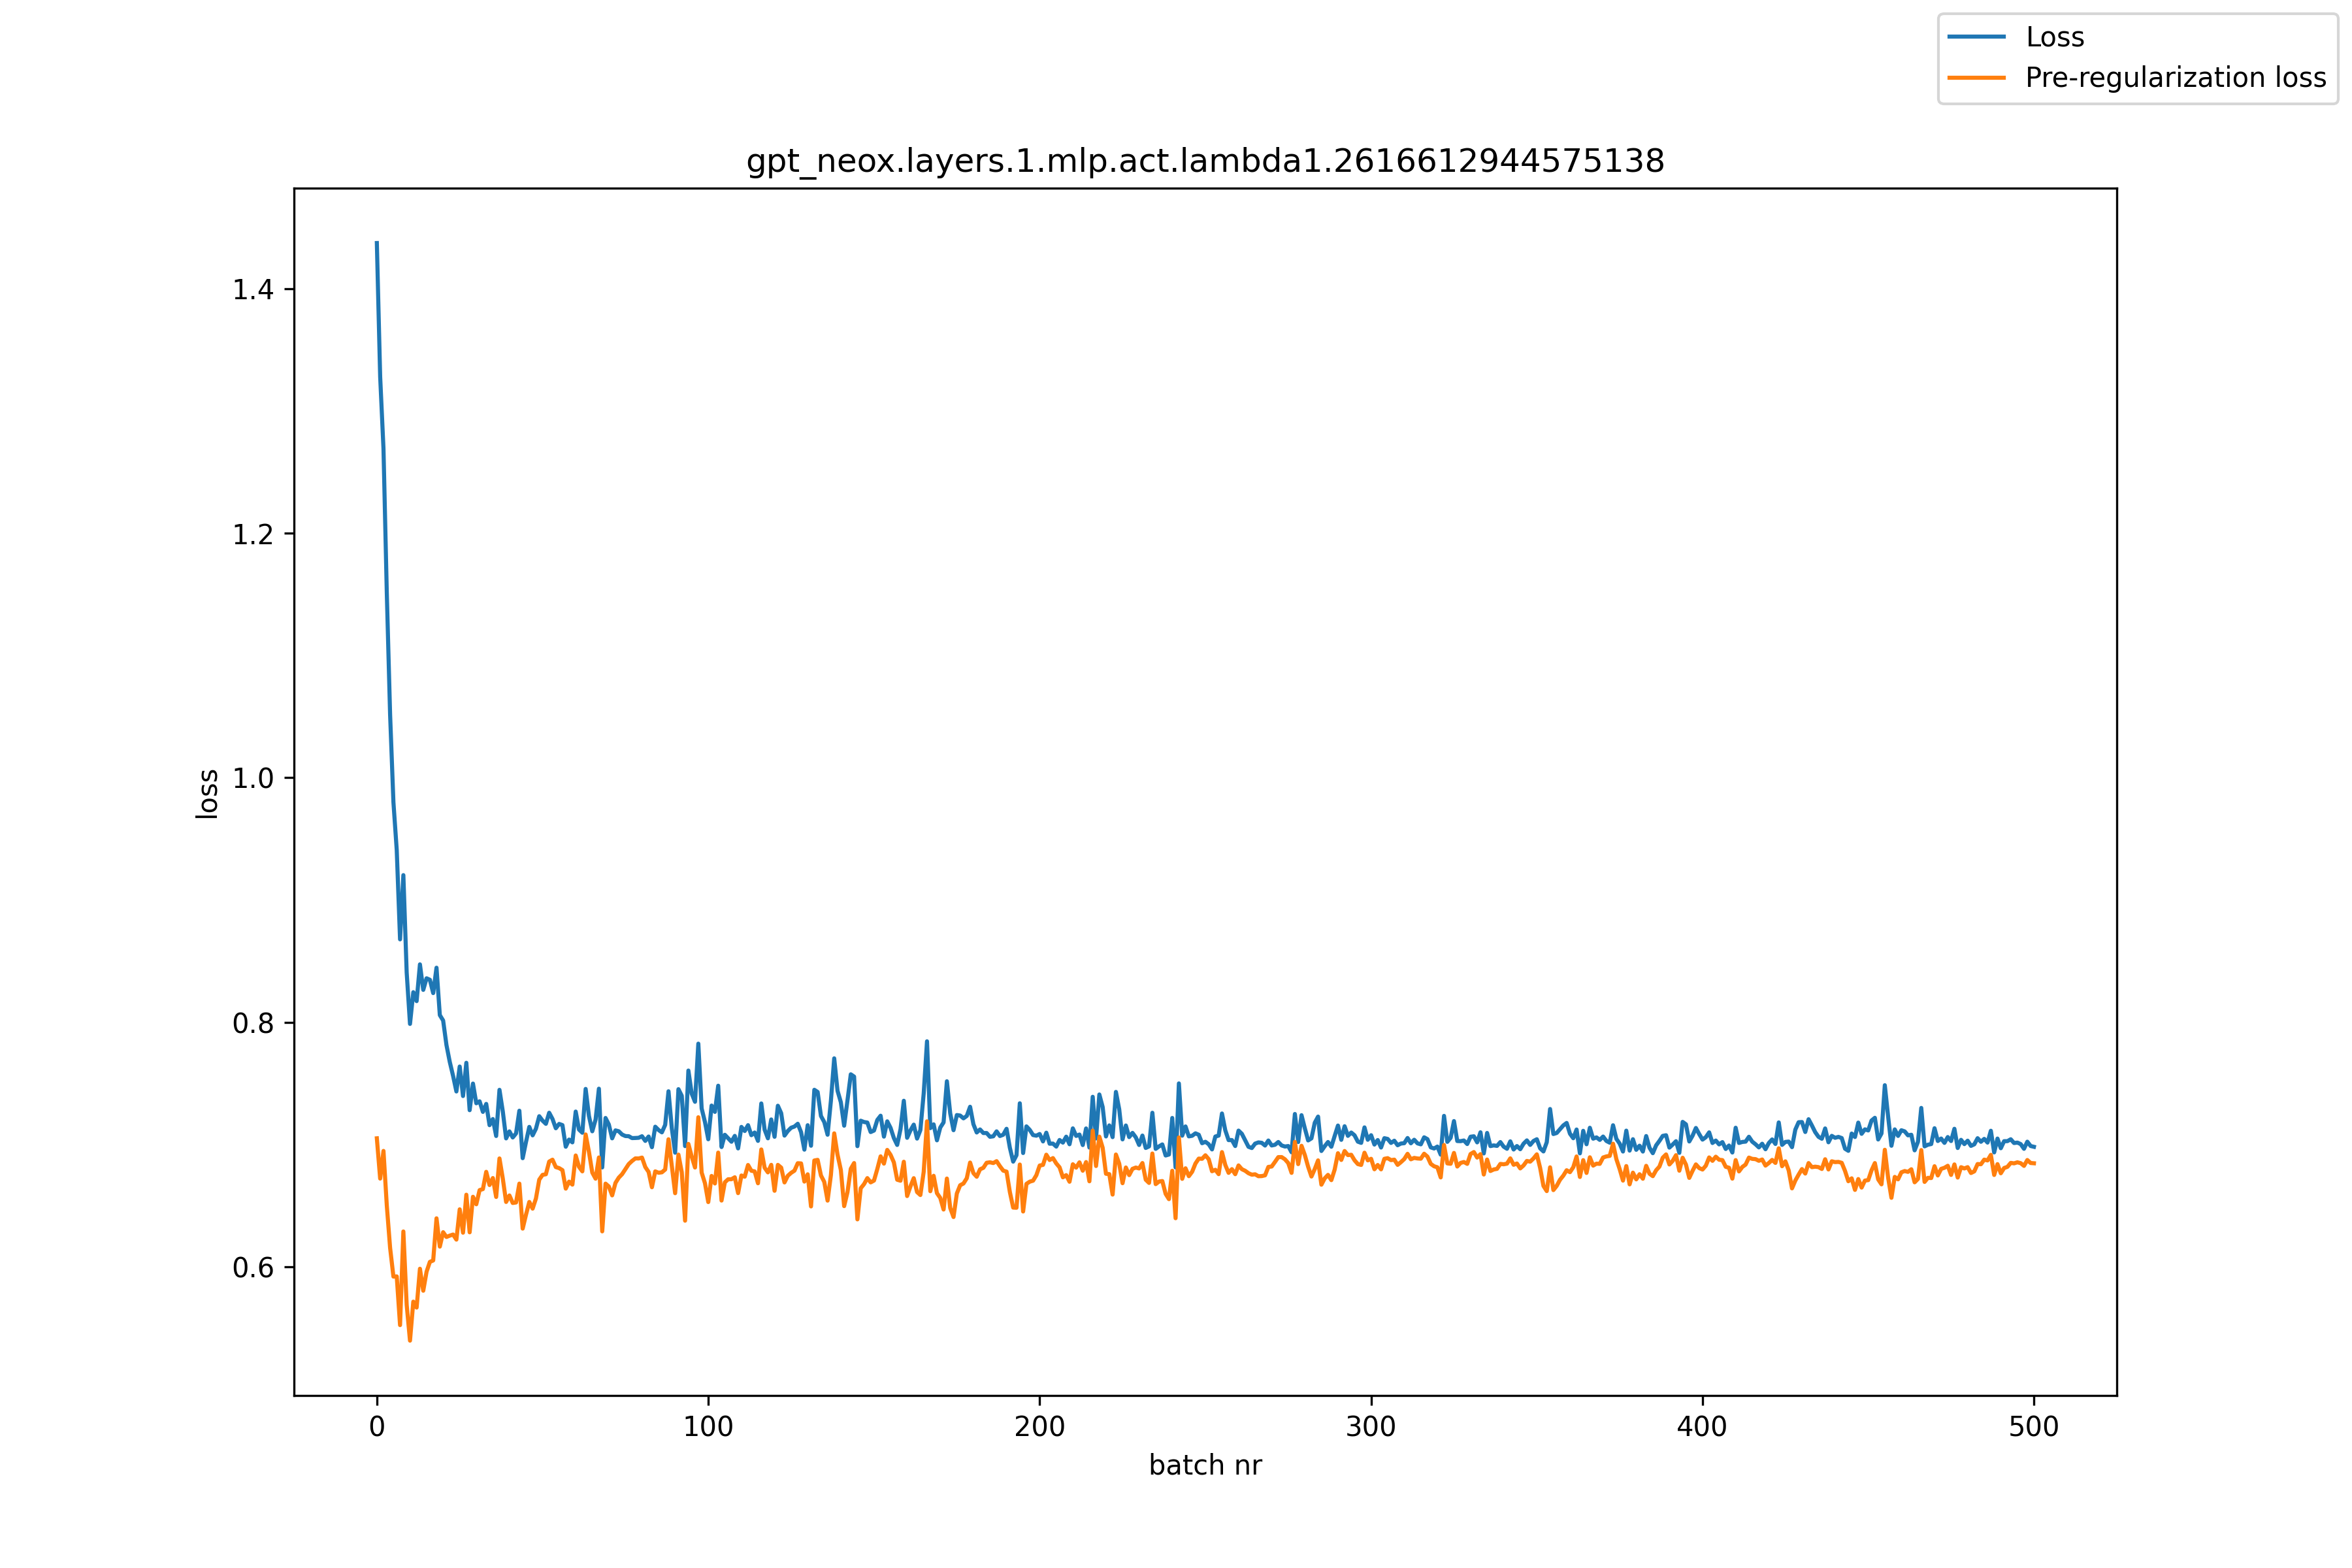 Loss
Pre-regularization loss
gpt_neox.layers.1.mlp.act.lambda1.2616612944575138
1.4
1.2
1.0
0.8
0.6
loss
0 100 200 300 400 500
batch nr